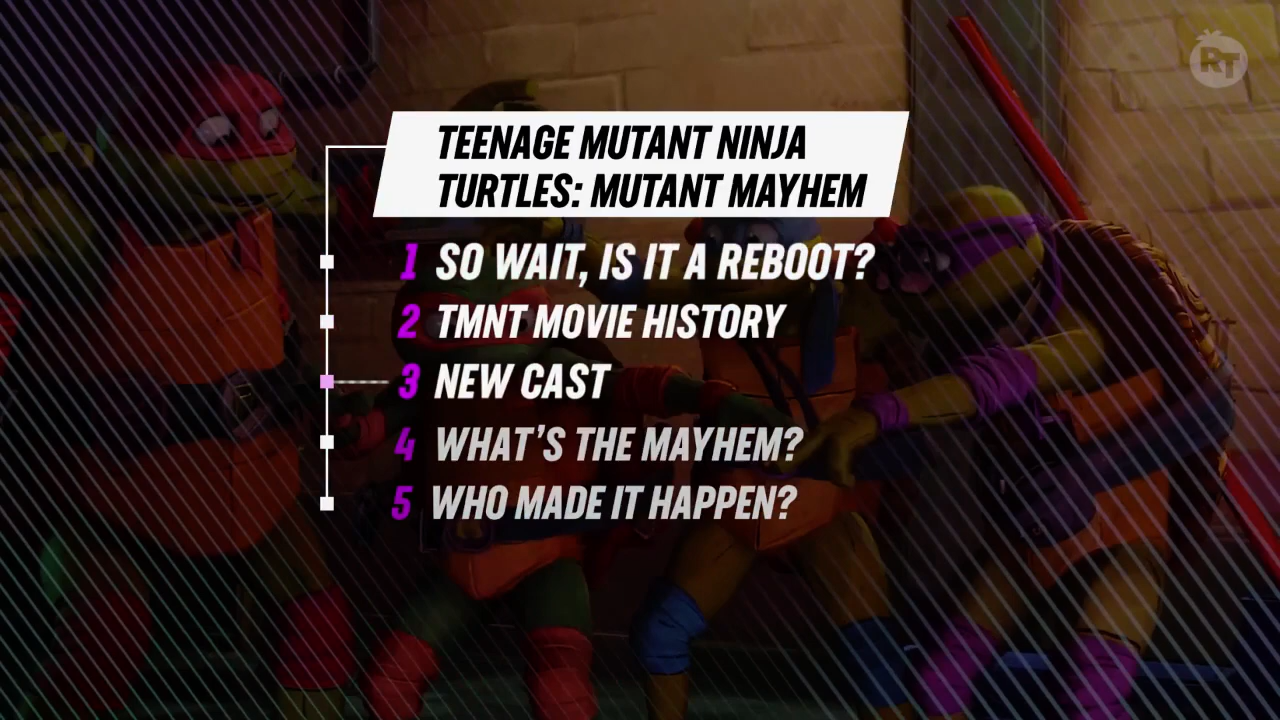 RT
TEENAGE MUTANT NINJA
TURTLES: MUTANT MAYHEM
1 SO WAIT, IS IT A REBOOT?
2 TMNT MOVIE HISTORY
3 NEW CAST
4 WHAT'S THE MAYHEM?
5 WHO MADE IT HAPPEN?